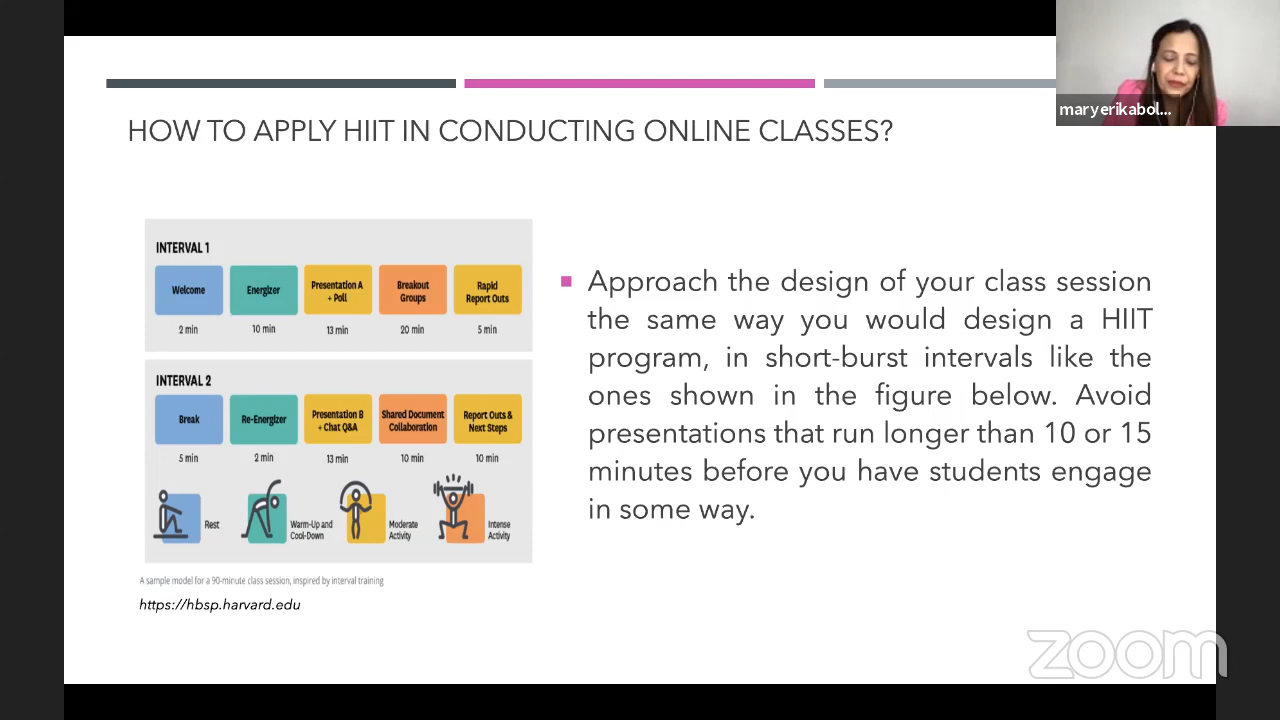 maryerikabol...
HOW TO APPLY HIIT IN CONDUCTING ONLINE CLASSES?
INTERVAL 1
Welcome
Energizer
Presentation A
+ Poll
Breakout
Groups
Rapid
Report Outs
2 min
10 min
13 min
20 min
5 min
INTERVAL 2
Break
Re-Energizer
Presentation B
+ Chat Q&A
Shared Document
Collaboration
Report Outs &
Next Steps
5 min
2 min
13 min
10 min
10 min
Rest
Warm-Up and
Cool-Down
Moderate
Activity
Intense
Activity
A sample model for a 90-minute class session, inspired by interval training
https://hbsp.harvard.edu
Approach the design of your class session
the same way you would design a HIIT
program, in short-burst intervals like the
ones shown in the figure below. Avoid
presentations that run longer than 10 or 15
minutes before you have students engage
in some way.
zoom